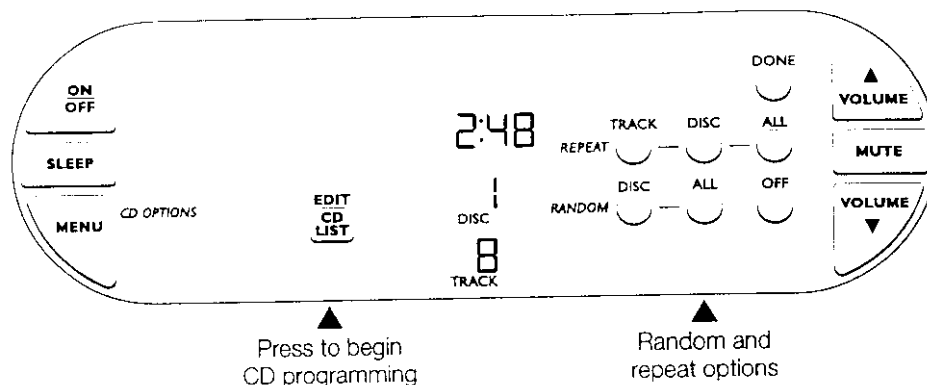 ON
OFF
SLEEP
MENU
CD OPTIONS
EDIT
CD
LIST
2:48
1
DISC
8
TRACK
DONE
REPEAT TRACK DISC ALL
RANDOM DISC ALL OFF
▲
VOLUME
MUTE
VOLUME
▼
Press to begin
CD programming
Random and
repeat options